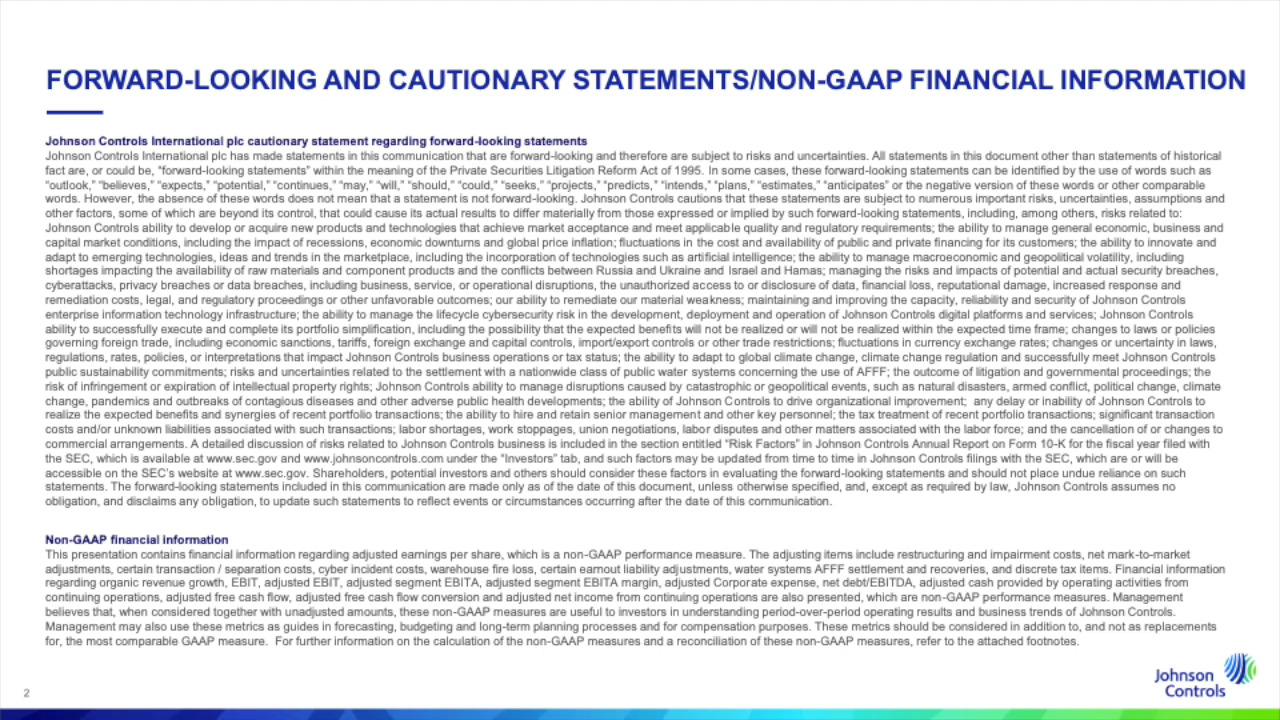 FORWARD-LOOKING AND CAUTIONARY STATEMENTS/NON-GAAP FINANCIAL INFORMATION
Johnson Controls International plc cautionary statement regarding forward-looking statements
Johnson Controls International plc has made statements in this communication that are forward-looking and therefore are subject to risks and uncertainties. All statements in this document other than statements of historical
fact are, or could be, “forward-looking statements” within the meaning of the Private Securities Litigation Reform Act of 1995. In some cases, these forward-looking statements can be identified by the use of words such as
“outlook,” “believes,” “expects,” “potential,” “continues,” “may,” “will,” “should,” “could,” “seeks,” “projects,” “predicts,” “intends,” “plans,” “estimates,” “anticipates” or the negative version of these words or other comparable
words. However, the absence of these words does not mean that a statement is not forward-looking. Johnson Controls cautions that these statements are subject to numerous important risks, uncertainties, assumptions and
other factors, some of which are beyond its control, that could cause its actual results to differ materially from those expressed or implied by such forward-looking statements, including, among others, risks related to:
Johnson Controls ability to develop or acquire new products and technologies that achieve market acceptance and meet applicable quality and regulatory requirements; the ability to manage general economic, business and
capital market conditions, including the impact of recessions, economic downturns and global price inflation; fluctuations in the cost and availability of public and private financing for its customers; the ability to innovate and
adapt to emerging technologies, ideas and trends in the marketplace, including the incorporation of technologies such as artificial intelligence; the ability to manage macroeconomic and geopolitical volatility, including
shortages impacting the availability of raw materials and component products and the conflicts between Russia and Ukraine and Israel and Hamas; managing the risks and impacts of potential and actual security breaches,
cyberattacks, privacy breaches or data breaches, including business, service, or operational disruptions, the unauthorized access to or disclosure of data, financial loss, reputational damage, increased response and
remediation costs, legal, and regulatory proceedings or other unfavorable outcomes; our ability to remediate our material weakness; maintaining and improving the capacity, reliability and security of Johnson Controls
enterprise information technology infrastructure; the ability to manage the lifecycle cybersecurity risk in the development, deployment and operation of Johnson Controls digital platforms and services; Johnson Controls
ability to successfully execute and complete its portfolio simplification, including the possibility that the expected benefits will not be realized or will not be realized within the expected time frame; changes to laws or policies
governing foreign trade, including economic sanctions, tariffs, foreign exchange and capital controls, import/export controls or other trade restrictions; fluctuations in currency exchange rates; changes or uncertainty in laws,
regulations, rates, policies, or interpretations that impact Johnson Controls business operations or tax status; the ability to adapt to global climate change, climate change regulation and successfully meet Johnson Controls
public sustainability commitments; risks and uncertainties related to the settlement with a nationwide class of public water systems concerning the use of AFFF; the outcome of litigation and governmental proceedings; the
risk of infringement or expiration of intellectual property rights; Johnson Controls ability to manage disruptions caused by catastrophic or geopolitical events, such as natural disasters, armed conflict, political change, climate
change, pandemics and outbreaks of contagious diseases and other adverse public health developments; the ability of Johnson Controls to drive organizational improvement;  any delay or inability of Johnson Controls to
realize the expected benefits and synergies of recent portfolio transactions; the ability to hire and retain senior management and other key personnel; the tax treatment of recent portfolio transactions; significant transaction
costs and/or unknown liabilities associated with such transactions; labor shortages, work stoppages, union negotiations, labor disputes and other matters associated with the labor force; and the cancellation of or changes to
commercial arrangements. A detailed discussion of risks related to Johnson Controls business is included in the section entitled “Risk Factors” in Johnson Controls Annual Report on Form 10-K for the fiscal year filed with
the SEC, which is available at www.sec.gov and www.johnsoncontrols.com under the “Investors” tab, and such factors may be updated from time to time in Johnson Controls filings with the SEC, which are or will be
accessible on the SEC’s website at www.sec.gov. Shareholders, potential investors and others should consider these factors in evaluating the forward-looking statements and should not place undue reliance on such
statements. The forward-looking statements included in this communication are made only as of the date of this document, unless otherwise specified, and, except as required by law, Johnson Controls assumes no
obligation, and disclaims any obligation, to update such statements to reflect events or circumstances occurring after the date of this communication.
Non-GAAP financial information
This presentation contains financial information regarding adjusted earnings per share, which is a non-GAAP performance measure. The adjusting items include restructuring and impairment costs, net mark-to-market
adjustments, certain transaction / separation costs, cyber incident costs, warehouse fire loss, certain earnout liability adjustments, water systems AFFF settlement and recoveries, and discrete tax items. Financial information
regarding organic revenue growth, EBIT, adjusted EBIT, adjusted segment EBITA, adjusted segment EBITA margin, adjusted Corporate expense, net debt/EBITDA, adjusted cash provided by operating activities from
continuing operations, adjusted free cash flow, adjusted free cash flow conversion and adjusted net income from continuing operations are also presented, which are non-GAAP performance measures. Management
believes that, when considered together with unadjusted amounts, these non-GAAP measures are useful to investors in understanding period-over-period operating results and business trends of Johnson Controls.
Management may also use these metrics as guides in forecasting, budgeting and long-term planning processes and for compensation purposes. These metrics should be considered in addition to, and not as replacements
for, the most comparable GAAP measure.  For further information on the calculation of the non-GAAP measures and a reconciliation of these non-GAAP measures, refer to the attached footnotes.
Johnson
Controls
2